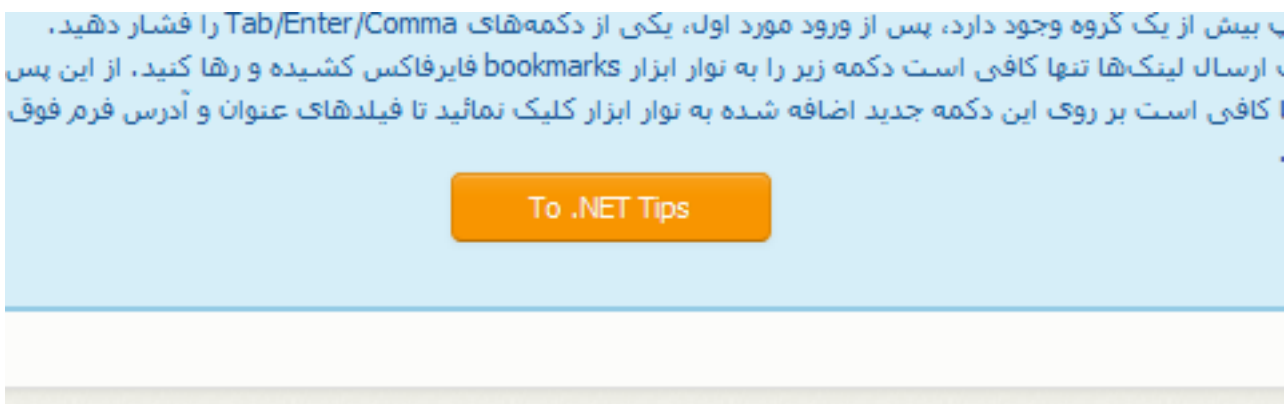 بیش از یک گروه وجود دارد، پس از ورود مورد اول، یکی از دکمه‌های Tab/Enter/Comma را فشار دهید.
ارسال لینک‌ها تنها کافی است دکمه زیر را به نوار ابزار bookmarks فایرفاکس کشیده و رها کنید. از این پس
کافی است بر روی این دکمه جدید اضافه شده به نوار ابزار کلیک نمائید تا فیلدهای عنوان و آدرس فرم فوق
To .NET Tips